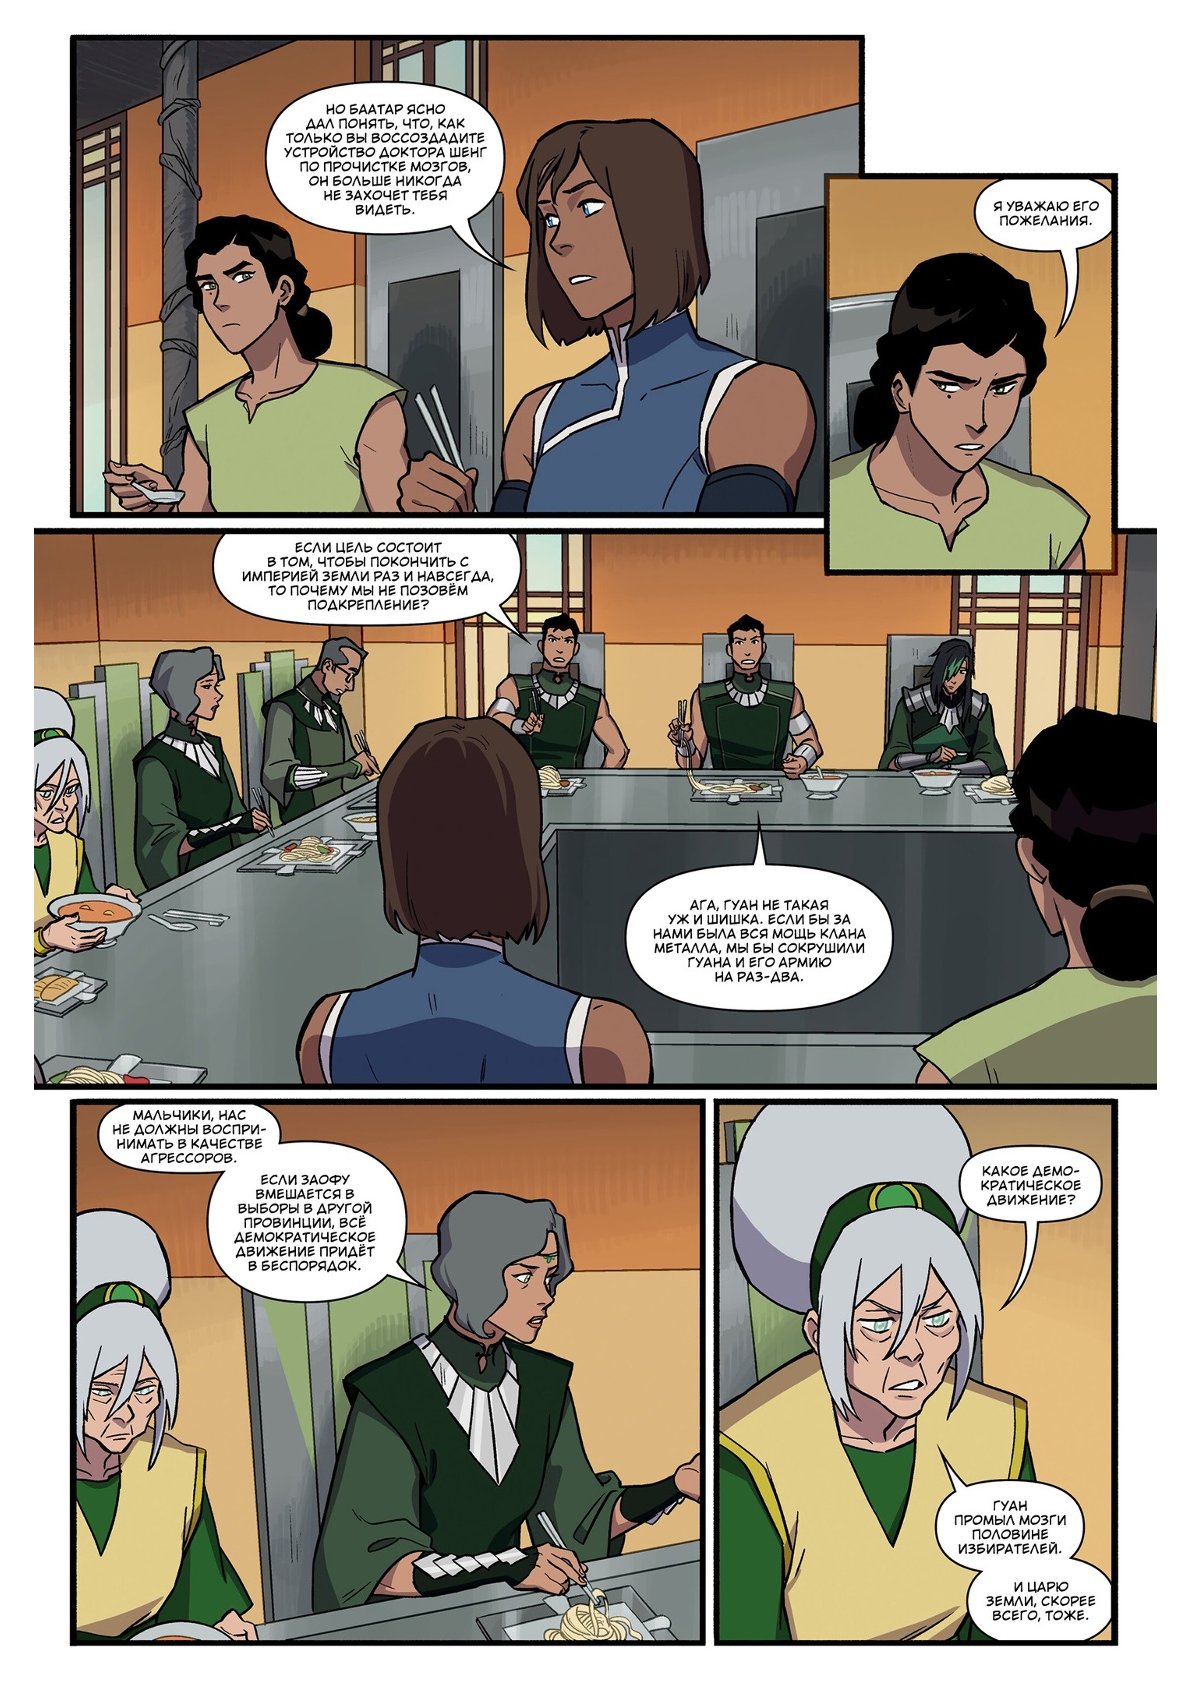 НО БААТАР ЯСНО
ДАЛ ПОНЯТЬ, ЧТО, КАК
ТОЛЬКО ВЫ ВОССОЗДАДИТЕ
УСТРОЙСТВО ДОКТОРА ШЕНГ
ПО ПРОЧИСТКЕ МОЗГОВ,
ОН БОЛЬШЕ НИКОГДА
НЕ ЗАХОЧЕТ ТЕБЯ
ВИДЕТЬ.
Я УВАЖАЮ ЕГО
ПОЖЕЛАНИЯ.
ЕСЛИ ЦЕЛЬ СОСТОИТ
В ТОМ, ЧТОБЫ ПОКОНЧИТЬ С
ИМПЕРИЕЙ ЗЕМЛИ РАЗ И НАВСЕГДА,
ТО ПОЧЕМУ МЫ НЕ ПОЗОВЁМ
ПОДКРЕПЛЕНИЕ?
АГА, ГУАН НЕ ТАКАЯ
УЖ И ШИШКА. ЕСЛИ БЫ ЗА
НАМИ БЫЛА ВСЯ МОЩЬ КЛАНА
МЕТАЛЛА, МЫ БЫ СОКРУШИЛИ
ГУАНА И ЕГО АРМИЮ
НА РАЗ-ДВА.
МАЛЬЧИКИ, НАС
НЕ ДОЛЖНЫ ВОСПРИ-
НИМАТЬ В КАЧЕСТВЕ
АГРЕССОРОВ.
ЕСЛИ ЗАОФУ
ВМЕШАЕТСЯ В
ВЫБОРЫ В ДРУГОЙ
ПРОВИНЦИИ, ВСЁ
ДЕМОКРАТИЧЕСКОЕ
ДВИЖЕНИЕ ПРИДЁТ
В БЕСПОРЯДОК.
КАКОЕ ДЕМО-
КРАТИЧЕСКОЕ
ДВИЖЕНИЕ?
ГУАН
ПРОМЫЛ МОЗГИ
ПОЛОВИНЕ
ИЗБИРАТЕЛЕЙ.
И ЦАРЮ
ЗЕМЛИ, СКОРЕЕ
ВСЕГО, ТОЖЕ.